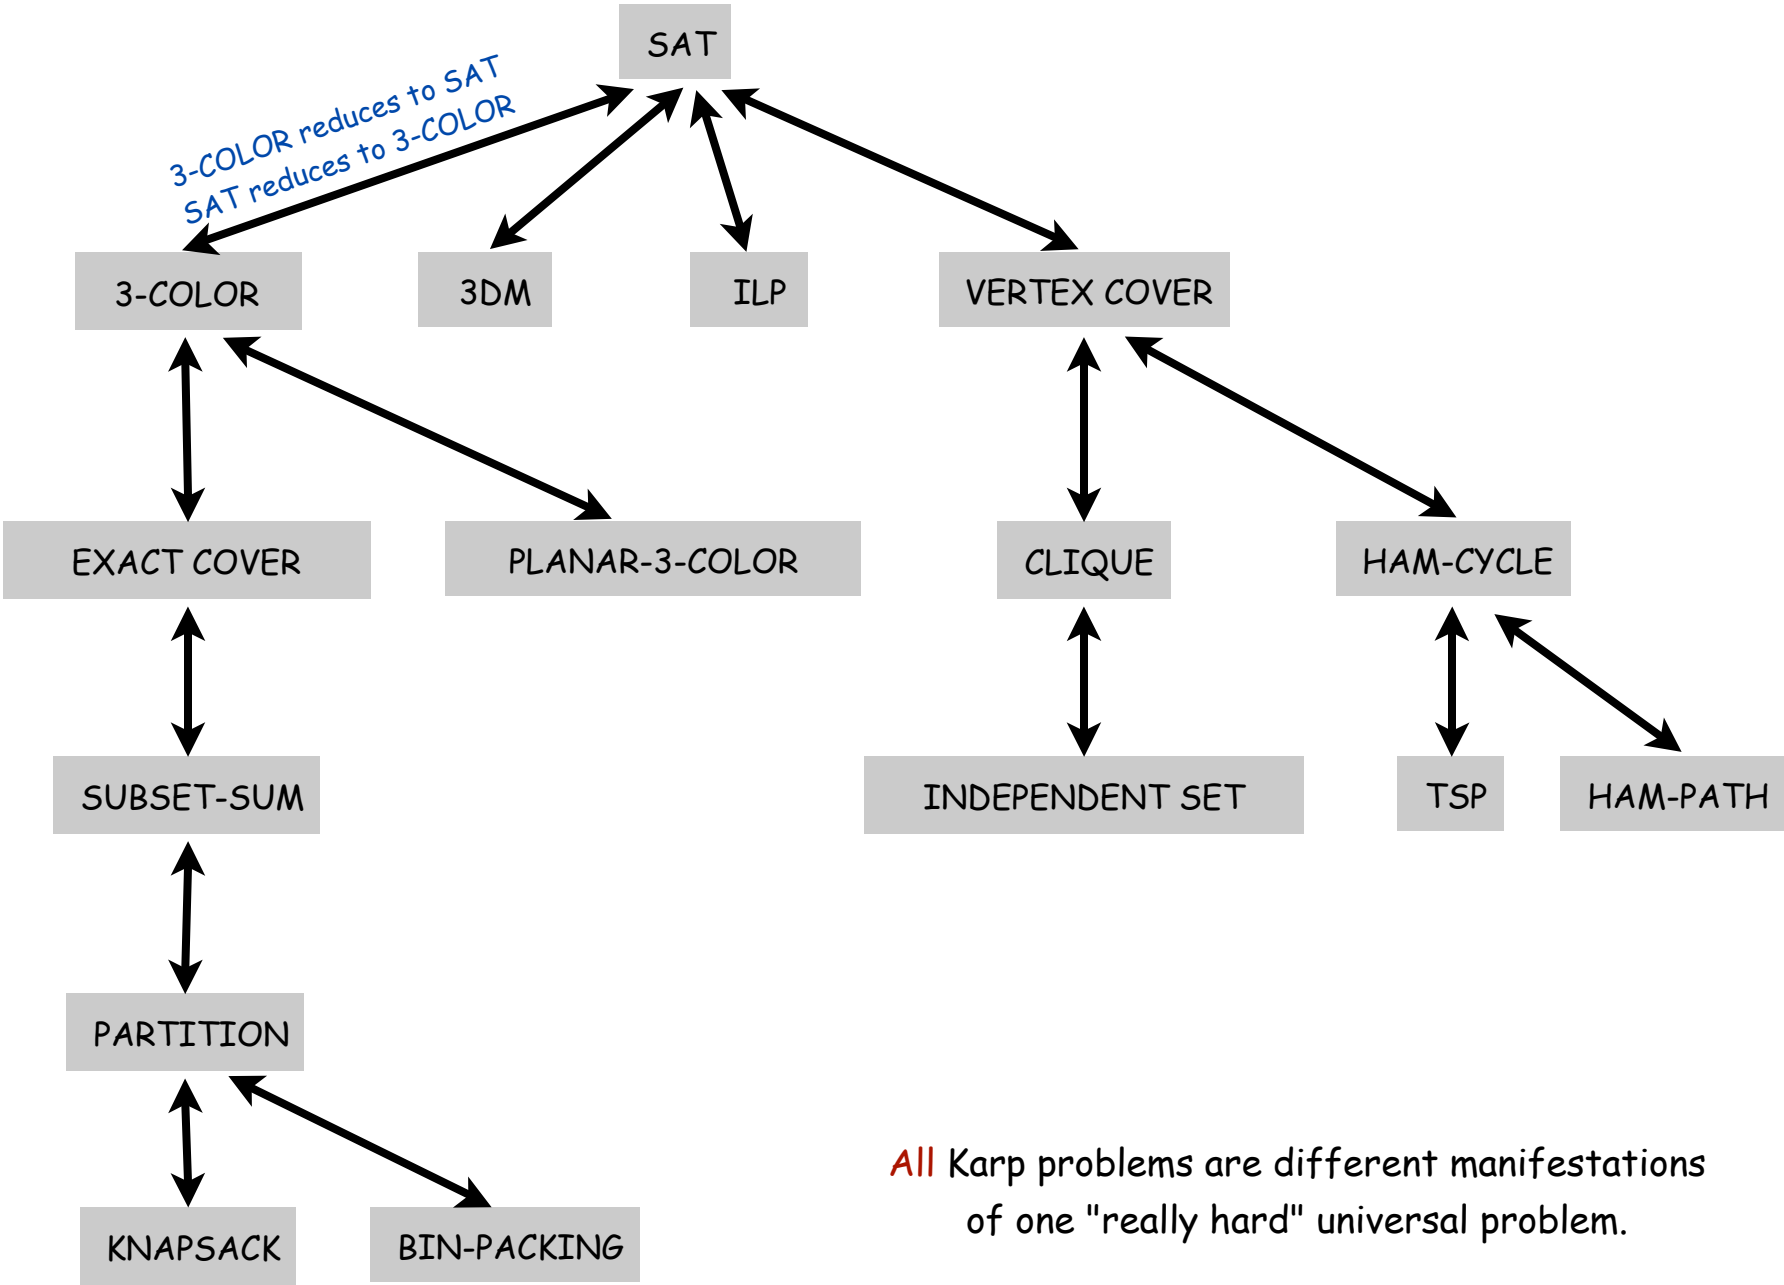 SAT
3-COLOR reduces to SAT
SAT reduces to 3-COLOR
3-COLOR
3DM
ILP
VERTEX COVER
EXACT COVER
PLANAR-3-COLOR
CLIQUE
HAM-CYCLE
SUBSET-SUM
INDEPENDENT SET
TSP
HAM-PATH
PARTITION
KNAPSACK
BIN-PACKING
All Karp problems are different manifestations
of one "really hard" universal problem.